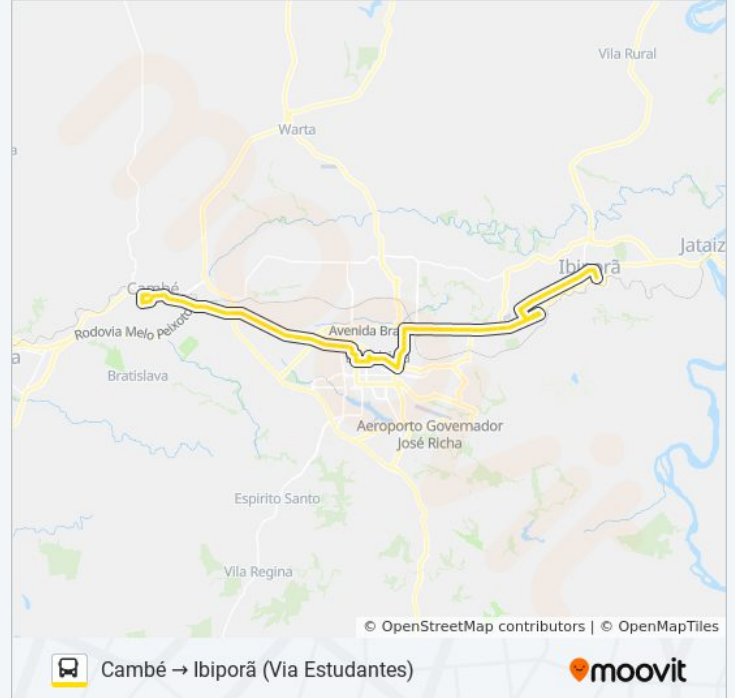 Vila Rural
Warta
Jataiz
Ibiporã
Cambé
Rodovia Melo Peixoto
Avenida Bra
a
a
Bratislava
Aeroporto Governador
José Richa
Espirito Santo
Vila Regina
© OpenStreetMap contributors | © OpenMapTiles
Cambé → Ibiporã (Via Estudantes)
moovit